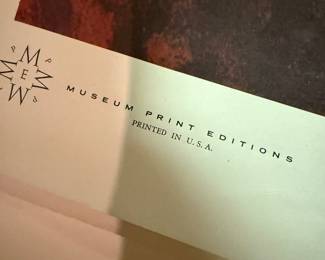 M
M E M
M
MUSEUM PRINT EDITIONS
PRINTED IN U. S. A.